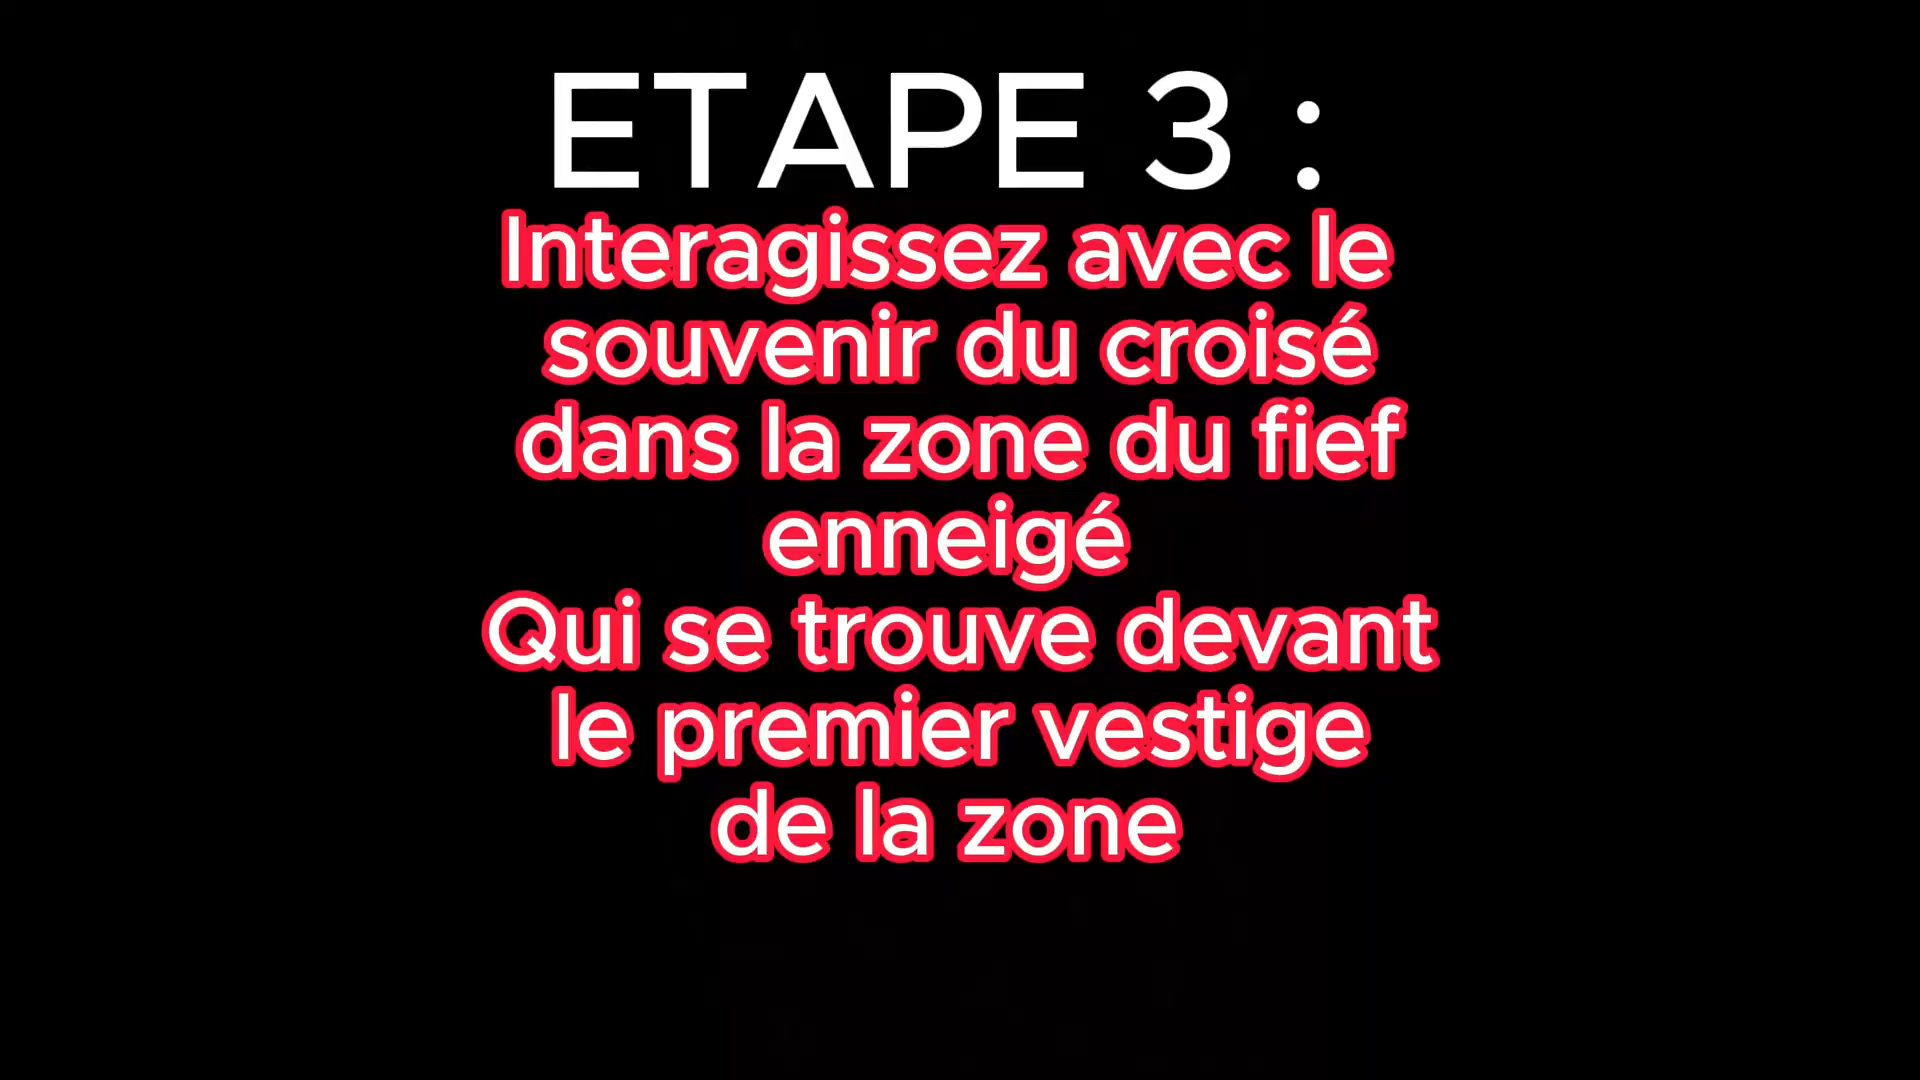 ETAPE 3 :
Interagissez avec le
souvenir du croisé
dans la zone du fief
enneigé
Qui se trouve devant
le premier vestige
de la zone